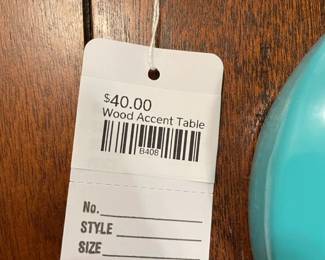 $40.00
Wood Accent Table
B408
No.
STYLE
SIZE